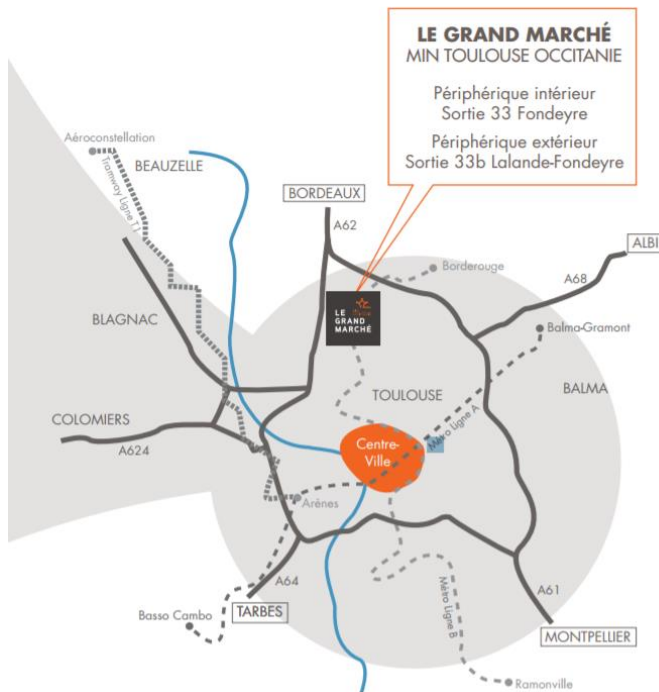 LE GRAND MARCHÉ
MIN TOULOUSE OCCITANIE
Périphérique intérieur
Sortie 33 Fondeyre
Périphérique extérieur
Sortie 33b Lalande-Fondeyre
Aéroconstellation
BEAUZELLE
Tramway Ligne T1
BORDEAUX
A62
ALBI
Borderouge
A68
LE
GRAND
MARCHÉ
Balma-Gramont
BLAGNAC
TOULOUSE
BALMA
COLOMIERS
A624
Centre-
Ville
Métro Ligne A
Arènes
A64
A61
TARBES
Basso Cambo
Métro Ligne B
MONTPELLIER
Ramonville